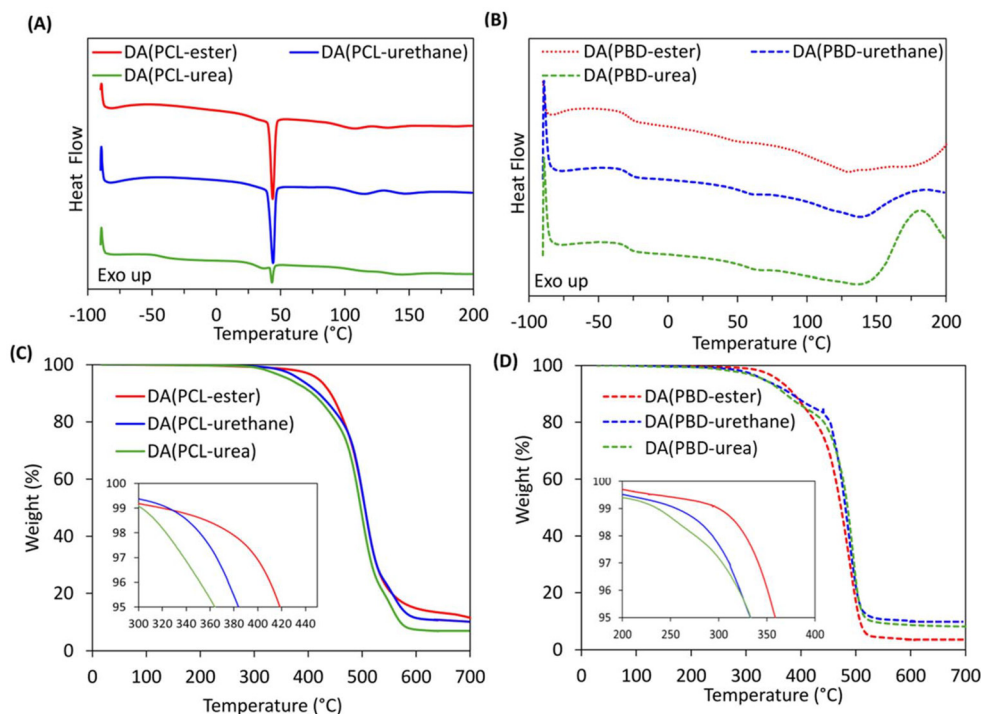 (A)
DA(PCL-ester)
DA(PCL-urethane)
DA(PCL-urea)
Heat Flow
Exo up
-100 -50 0 50 100 150 200
Temperature (°C)
(B)
DA(PBD-ester)
DA(PBD-urethane)
DA(PBD-urea)
Heat Flow
Exo up
-100 -50 0 50 100 150 200
Temperature (°C)
(C)
100
80
60
40
20
0
Weight (%)
DA(PCL-ester)
DA(PCL-urethane)
DA(PCL-urea)
100
99
98
97
96
95
300 320 340 360 380 400 420 440
0 100 200 300 400 500 600 700
Temperature (°C)
(D)
100
80
60
40
20
0
Weight (%)
DA(PBD-ester)
DA(PBD-urethane)
DA(PBD-urea)
100
99
98
97
96
95
200 250 300 350 400
0 100 200 300 400 500 600 700
Temperature (°C)